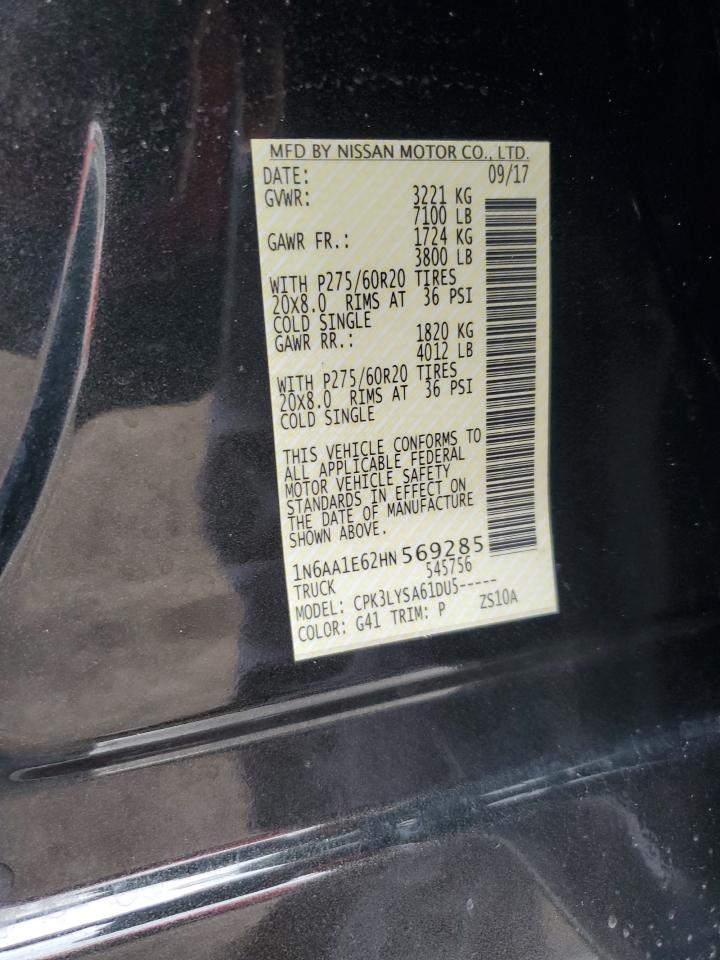 MFD BY NISSAN MOTOR CO., LTD.
DATE: 09/17
GVWR: 3221 KG
7100 LB
GAWR FR.: 1724 KG
3800 LB
WITH P275/60R20 TIRES
20X8.0 RIMS AT 36 PSI
COLD SINGLE
GAWR RR.: 1820 KG
4012 LB
WITH P275/60R20 TIRES
20X8.0 RIMS AT 36 PSI
COLD SINGLE
THIS VEHICLE CONFORMS TO
ALL APPLICABLE FEDERAL
MOTOR VEHICLE SAFETY
STANDARDS IN EFFECT ON
THE DATE OF MANUFACTURE
SHOWN ABOVE.
1N6AA1E62HN569285
TRUCK 545756
MODEL: CPK3LYSA61DU5-----
COLOR: G41 TRIM: P ZS10A